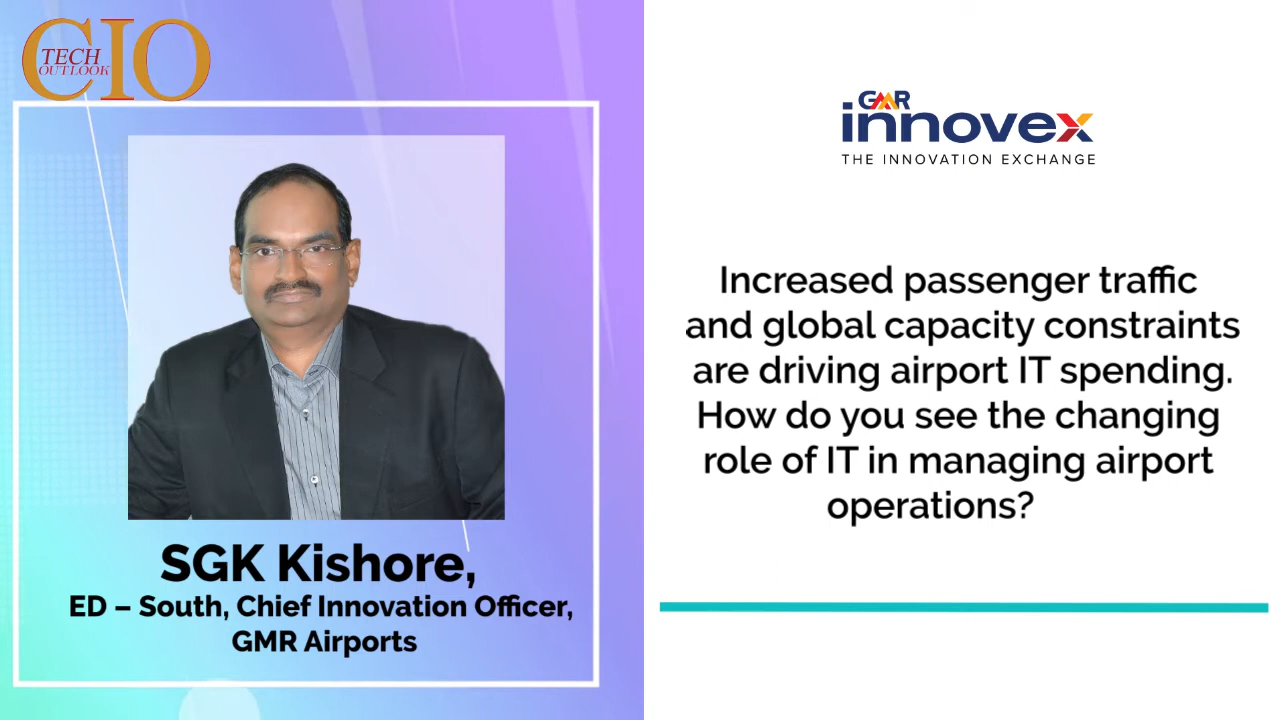 CIO
TECH
OUTLOOK
SGK Kishore,
ED – South, Chief Innovation Officer,
GMR Airports
GMR
innovex
THE INNOVATION EXCHANGE
Increased passenger traffic
and global capacity constraints
are driving airport IT spending.
How do you see the changing
role of IT in managing airport
operations?